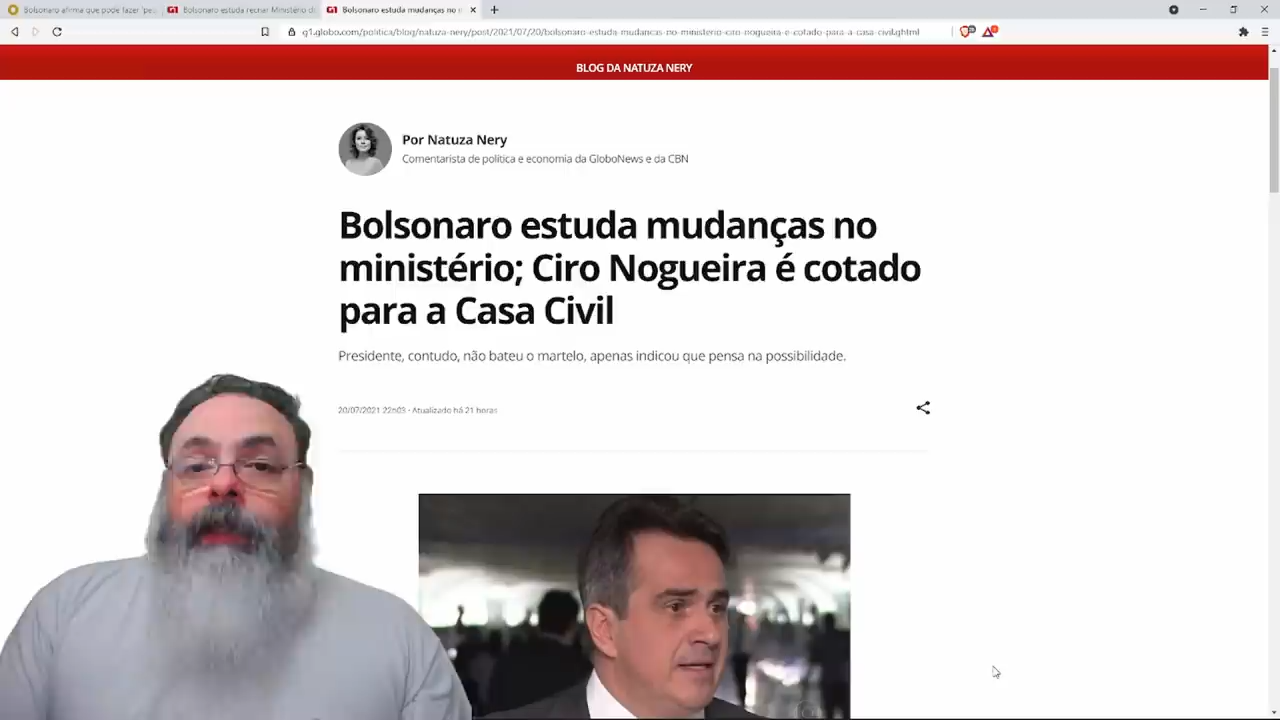 Bolsonaro afirma que pode fazer 'pe
G1 Bolsonaro estuda recriar Ministério d
G1 Bolsonaro estuda mudanças no
g1.globo.com/politica/blog/natuza-nery/post/2021/07/20/bolsonaro-estuda-mudancas-no-ministerio-ciro-nogueira-e-cotado-para-a-casa-civil.ghtml
BLOG DA NATUZA NERY
Por Natuza Nery
Comentarista de política e economia da GloboNews e da CBN
Bolsonaro estuda mudanças no
ministério; Ciro Nogueira é cotado
para a Casa Civil
Presidente, contudo, não bateu o martelo, apenas indicou que pensa na possibilidade.
20/07/2021 22h03 · Atualizado há 21 horas